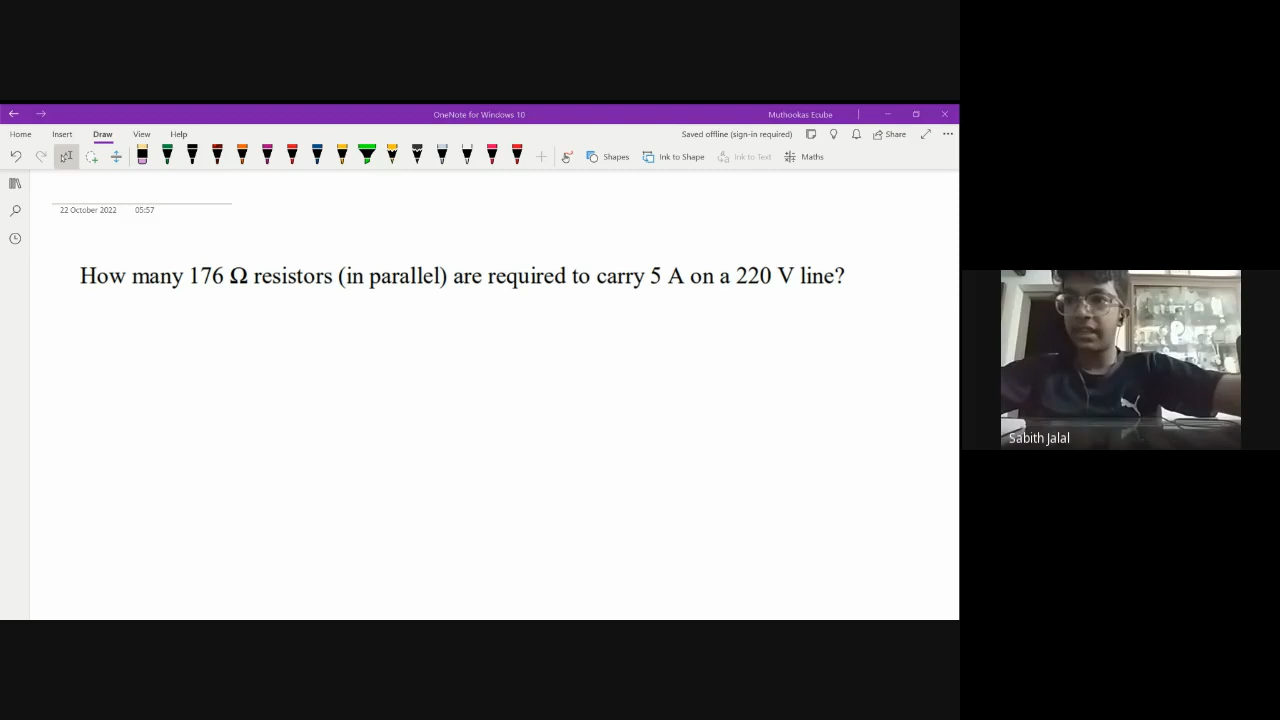 OneNote for Windows 10
Muthookas Ecube
Home Insert Draw View Help
Saved offline (sign-in required)
Share
Shapes
Ink to Shape
Ink to Text
Maths
22 October 2022 05:57
How many 176 Ω resistors (in parallel) are required to carry 5 A on a 220 V line?
Sabith Jalal